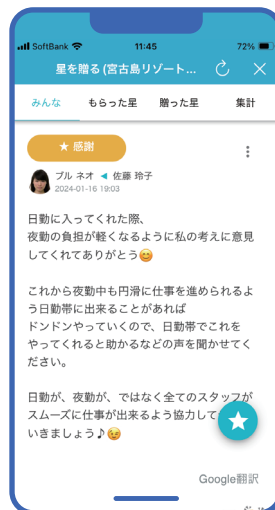 SoftBank 11:45 72%
星を贈る (宮古島リゾート...
みんな もらった星 贈った星 集計
★ 感謝
プル ネオ ◀ 佐藤 玲子
2024-01-16 19:03
日勤に入ってくれた際、
夜勤の負担が軽くなるように私の考えに意見
してくれてありがとう😊
これから夜勤中も円滑に仕事を進められるよ
う日勤帯に出来ることがあれば
ドンドンやっていくので、日勤帯でこれを
やってくれると助かるなどの声を聞かせてく
ださい。
日勤が、夜勤が、ではなく全てのスタッフが
スムーズに仕事が出来るよう協力して
いきましょう♪😉
Google翻訳